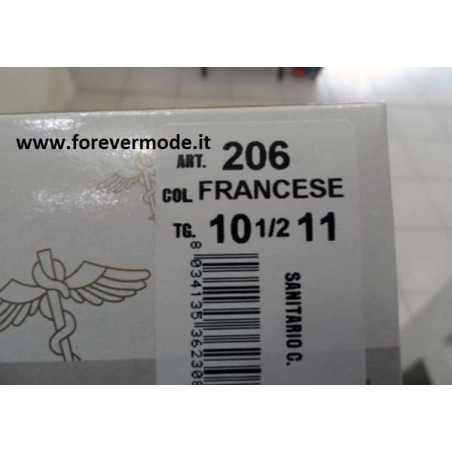 www.forevermode.it
ART. 206
COL FRANCESE
TG. 10 1/2 11
SANITARIO C.